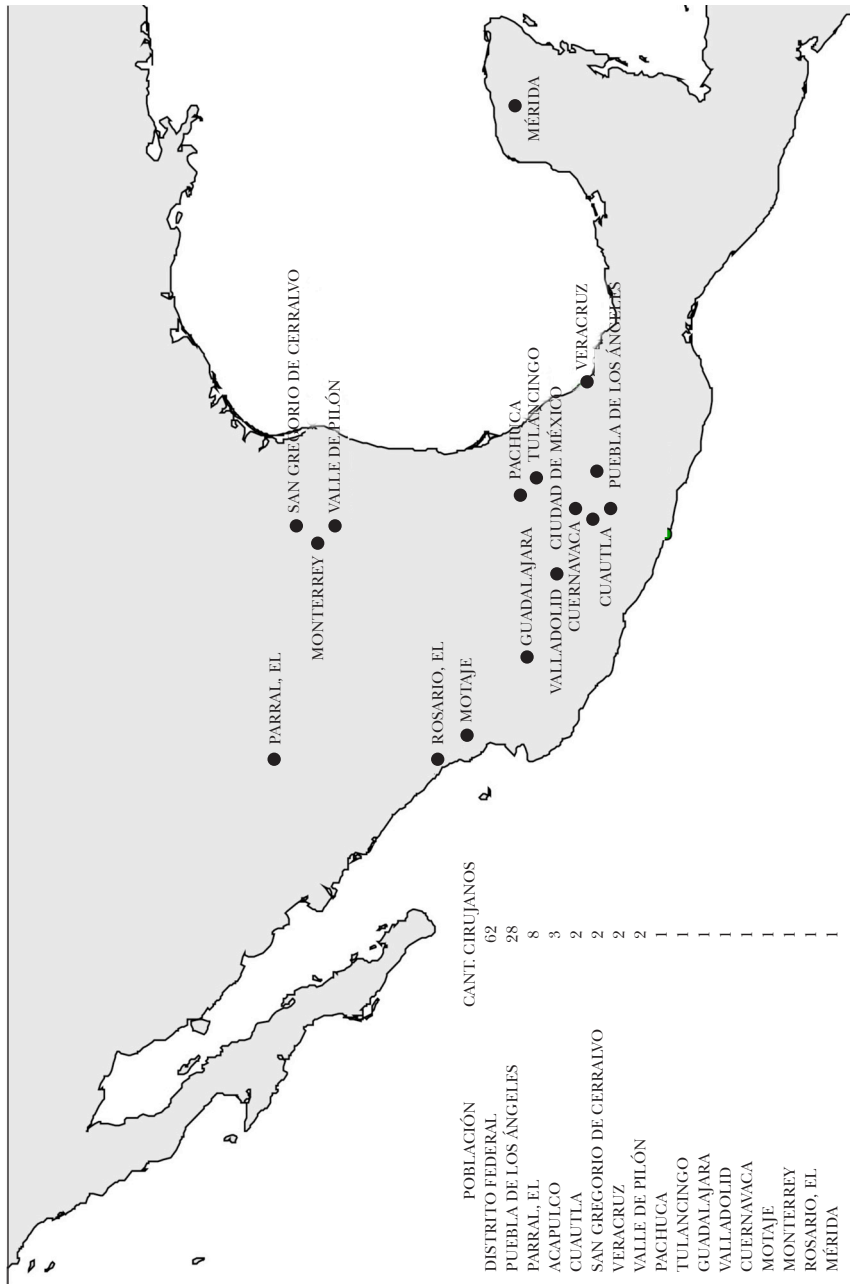 SAN GREGORIO DE CERRALVO
MONTERREY
VALLE DE PILÓN
PARRAL, EL
ROSARIO, EL
MOTAJE
GUADALAJARA
PACHUCA
TULANCINGO
VALLADOLID
CIUDAD DE MÉXICO
CUERNAVACA
VERACRUZ
CUAUTLA
PUEBLA DE LOS ÁNGELES
MÉRIDA
POBLACIÓN CANT. CIRUJANOS
DISTRITO FEDERAL 62
PUEBLA DE LOS ÁNGELES 28
PARRAL, EL 8
ACAPULCO 3
CUAUTLA 2
SAN GREGORIO DE CERRALVO 2
VERACRUZ 2
VALLE DE PILÓN 2
PACHUCA 1
TULANCINGO 1
GUADALAJARA 1
VALLADOLID 1
CUERNAVACA 1
MOTAJE 1
MONTERREY 1
ROSARIO, EL 1
MÉRIDA 1